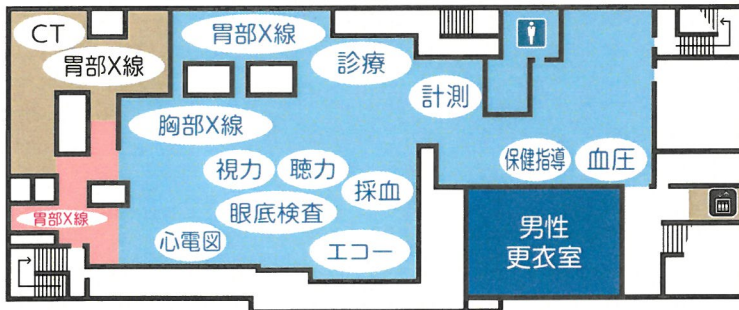 CT
胃部X線
胃部X線
診療
計測
胸部X線
視力
聴力
採血
保健指導
血圧
眼底検査
胃部X線
心電図
エコー
男性
更衣室